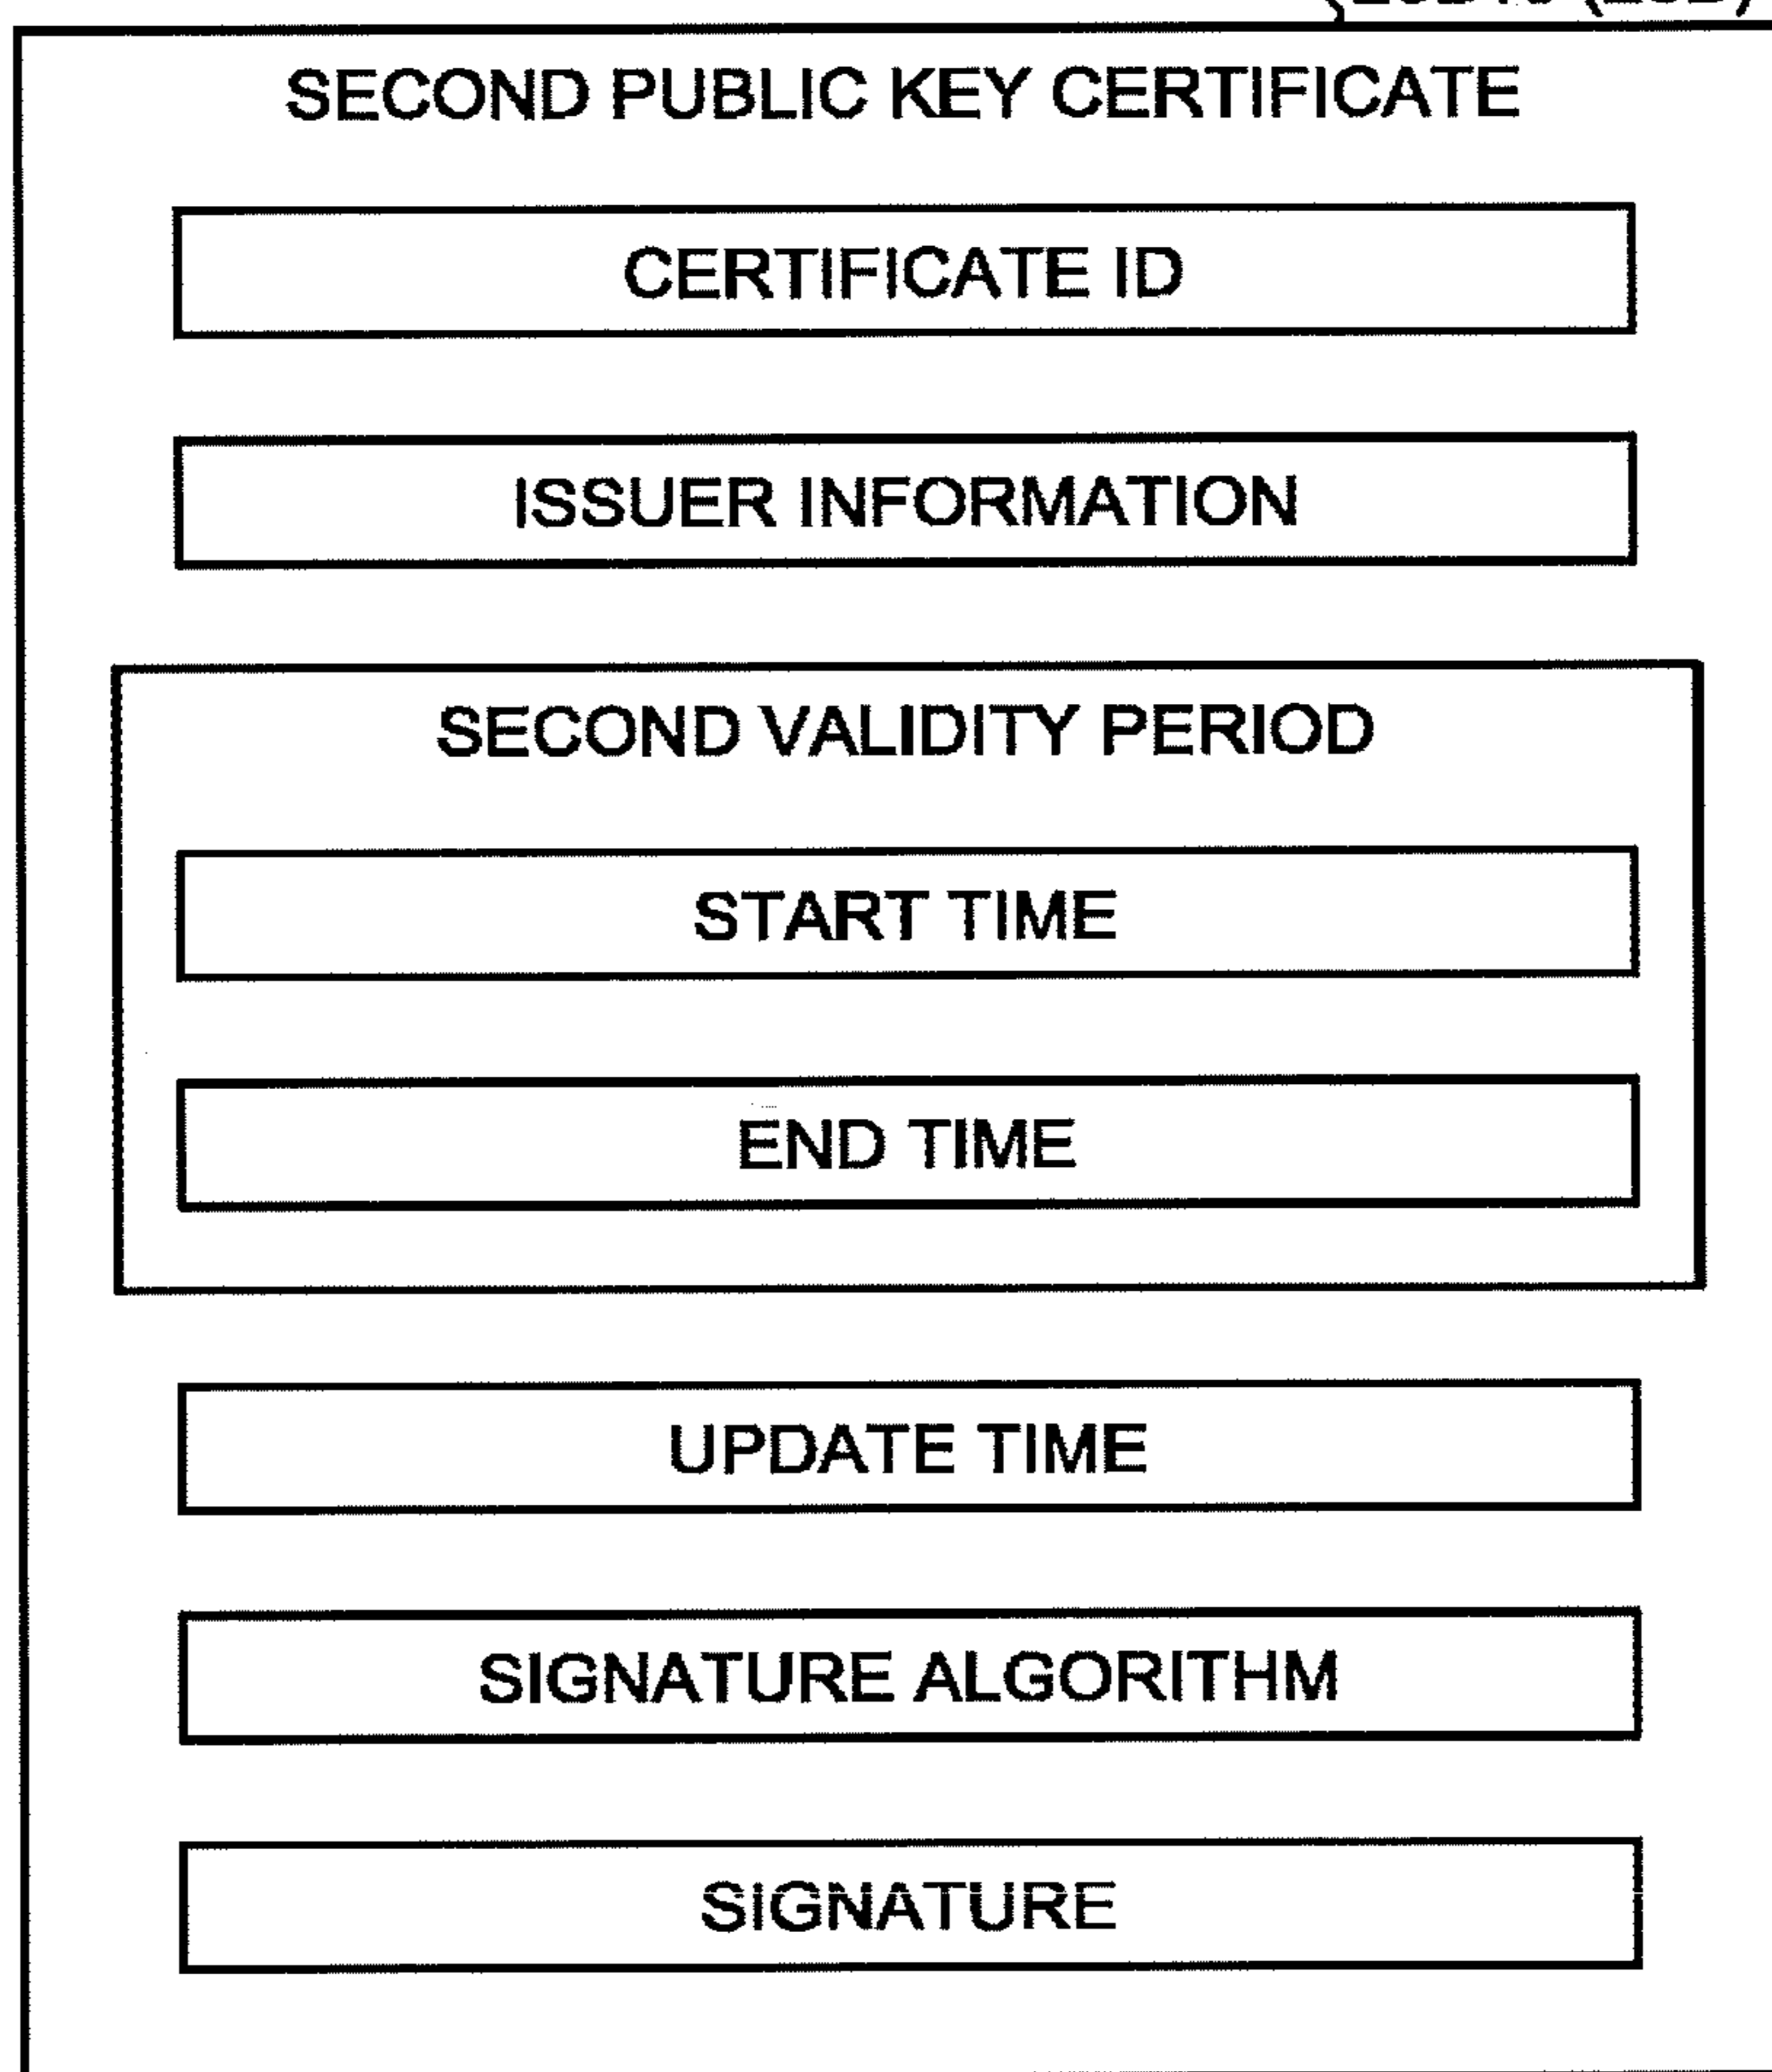 SECOND PUBLIC KEY CERTIFICATE
CERTIFICATE ID
ISSUER INFORMATION
SECOND VALIDITY PERIOD
START TIME
END TIME
UPDATE TIME
SIGNATURE ALGORITHM
SIGNATURE